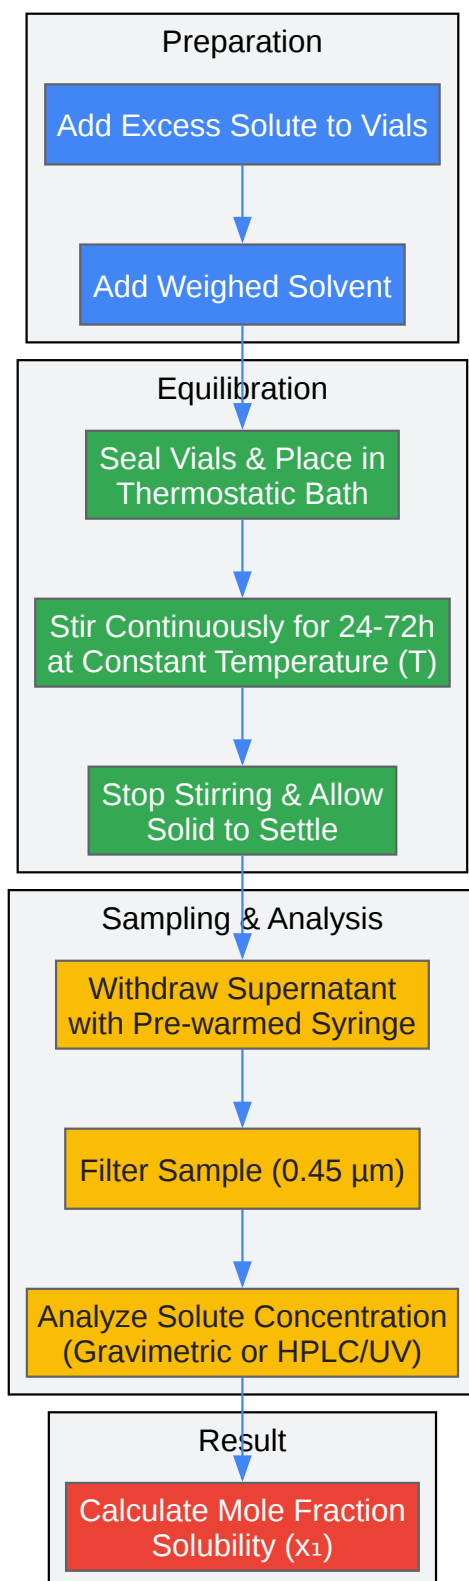 Preparation
Add Excess Solute to Vials
Add Weighed Solvent
Equilibration
Seal Vials & Place in
Thermostatic Bath
Stir Continuously for 24-72h
at Constant Temperature (T)
Stop Stirring & Allow
Solid to Settle
Sampling & Analysis
Withdraw Supernatant
with Pre-warmed Syringe
Filter Sample (0.45 µm)
Analyze Solute Concentration
(Gravimetric or HPLC/UV)
Result
Calculate Mole Fraction
Solubility (x₁)